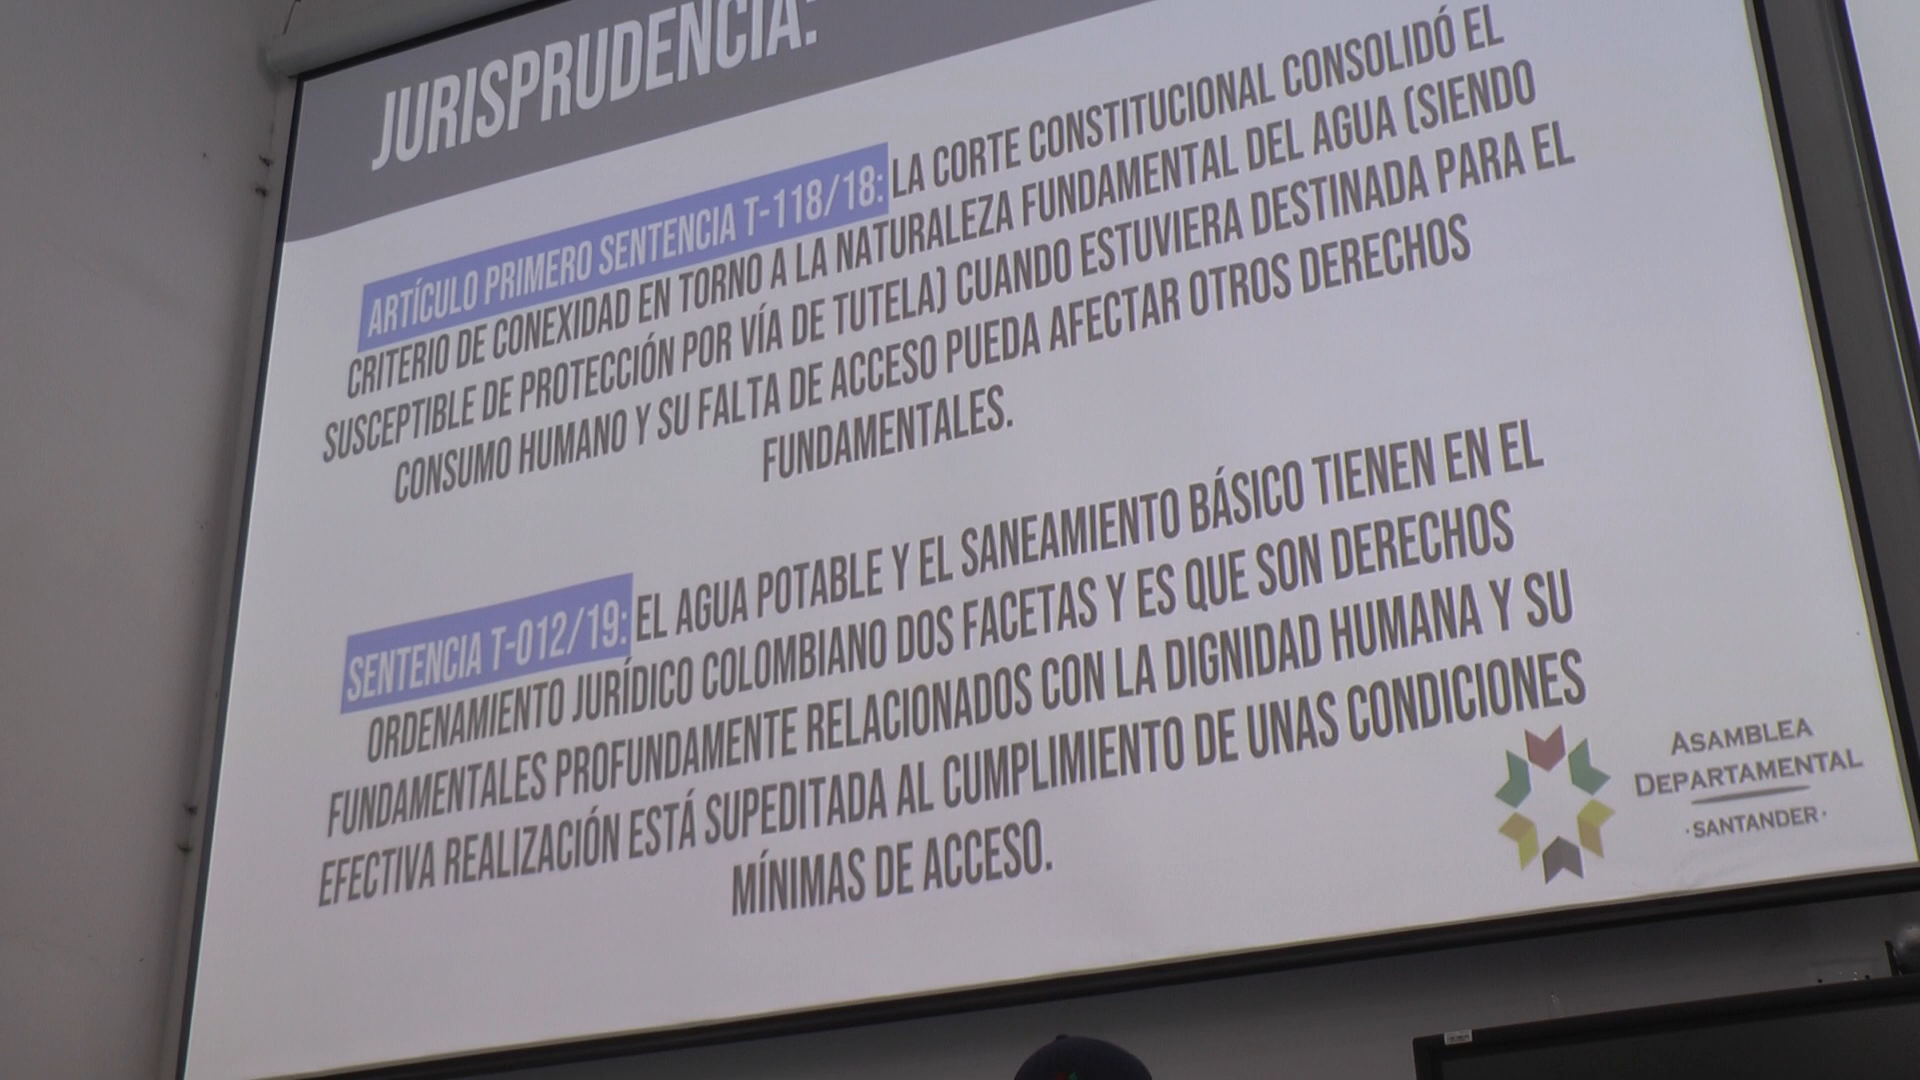 JURISPRUDENCIA:
ARTÍCULO PRIMERO SENTENCIA T-118/18: LA CORTE CONSTITUCIONAL CONSOLIDÓ EL
CRITERIO DE CONEXIDAD EN TORNO A LA NATURALEZA FUNDAMENTAL DEL AGUA (SIENDO
SUSCEPTIBLE DE PROTECCIÓN POR VÍA DE TUTELA) CUANDO ESTUVIERA DESTINADA PARA EL
CONSUMO HUMANO Y SU FALTA DE ACCESO PUEDA AFECTAR OTROS DERECHOS
FUNDAMENTALES.
SENTENCIA T-012/19: EL AGUA POTABLE Y EL SANEAMIENTO BÁSICO TIENEN EN EL
ORDENAMIENTO JURÍDICO COLOMBIANO DOS FACETAS Y ES QUE SON DERECHOS
FUNDAMENTALES PROFUNDAMENTE RELACIONADOS CON LA DIGNIDAD HUMANA Y SU
EFECTIVA REALIZACIÓN ESTÁ SUPEDITADA AL CUMPLIMIENTO DE UNAS CONDICIONES
MÍNIMAS DE ACCESO.
ASAMBLEA
DEPARTAMENTAL
·SANTANDER·